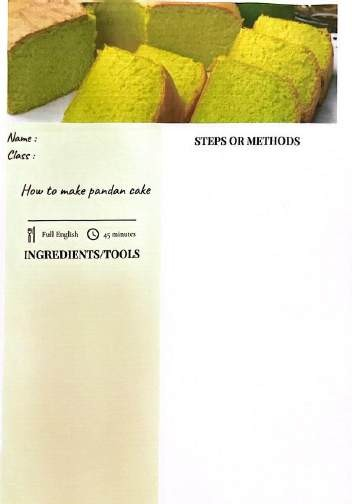 Name :
Class :
How to make pandan cake
Full English
45 minutes
INGREDIENTS/TOOLS
STEPS OR METHODS